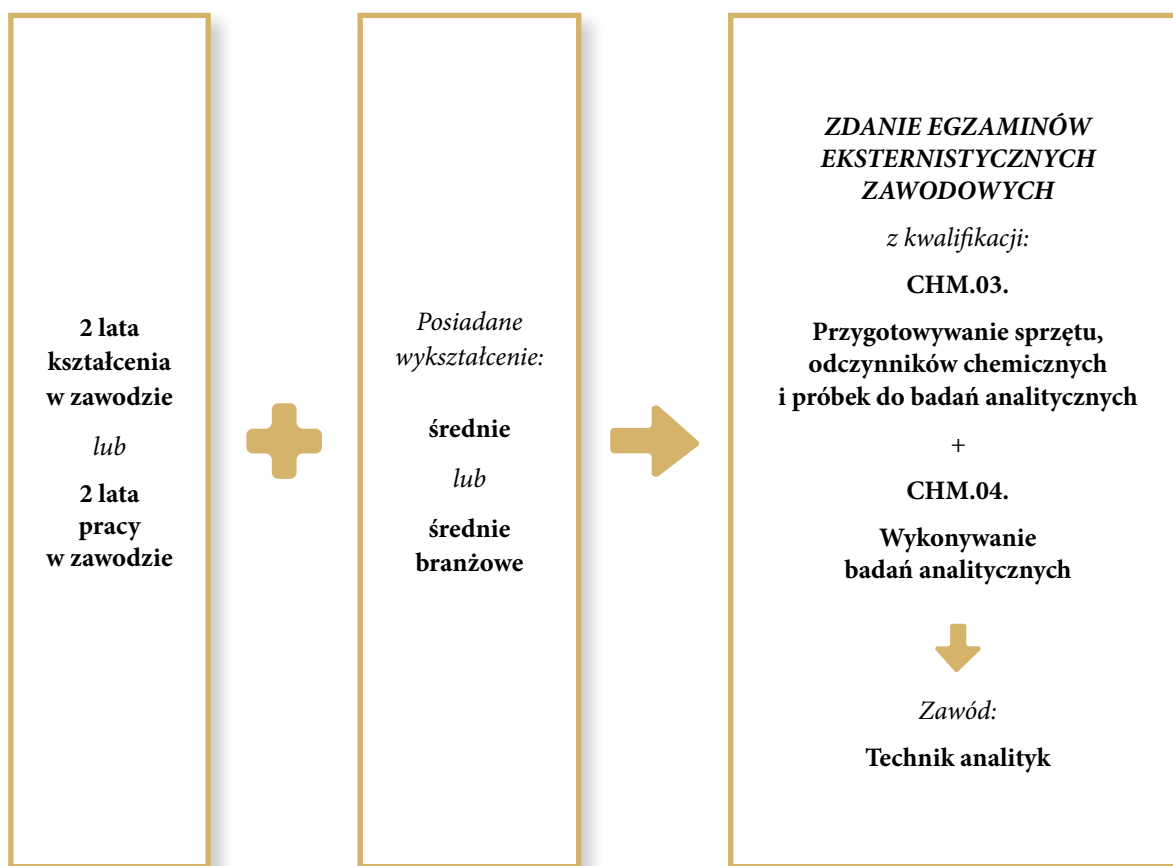 2 lata
kształcenia
w zawodzie
lub
2 lata
pracy
w zawodzie
Posiadane
wykształcenie:
średnie
lub
średnie
branżowe
ZDANIE EGZAMINÓW
EKSTERNISTYCZNYCH
ZAWODOWYCH
z kwalifikacji:
CHM.03.
Przygotowywanie sprzętu,
odczynników chemicznych
i próbek do badań analitycznych
+
CHM.04.
Wykonywanie
badań analitycznych
Zawód:
Technik analityk